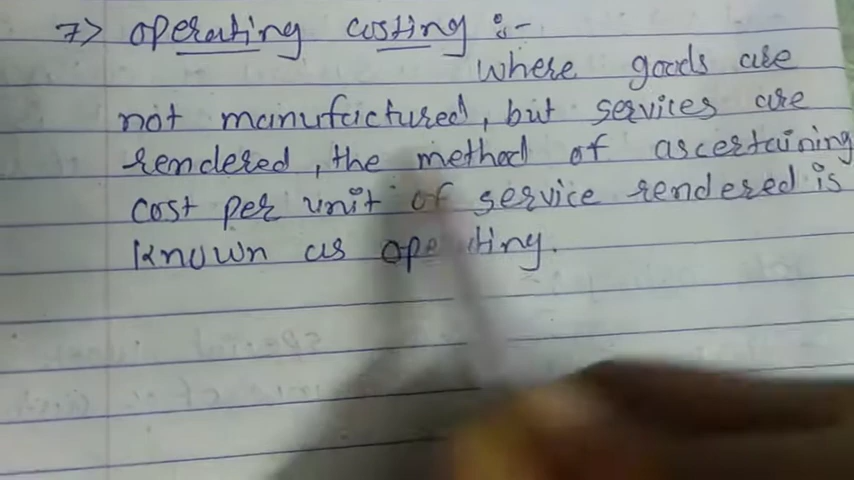 7> operating costing :-
where goods are
not manufactured, but services are
rendered, the method of ascertaining
cost per unit of service rendered is
known as operating.